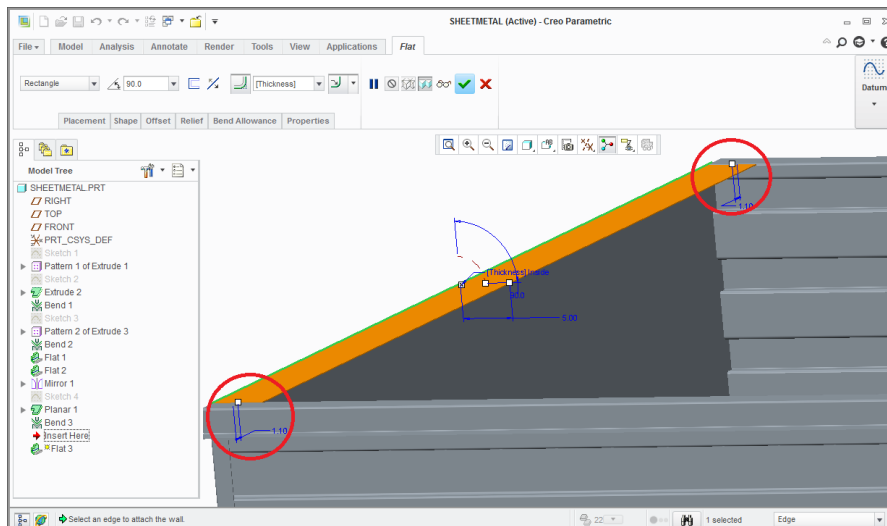 SHEETMETAL (Active) - Creo Parametric
File Model Analysis Annotate Render Tools View Applications Flat
Rectangle 90.0 [Thickness]
Datum
Placement Shape Offset Relief Bend Allowance Properties
Model Tree
SHEETMETAL.PRT
RIGHT
TOP
FRONT
PRT_CSYS_DEF
Sketch 1
Pattern 1 of Extrude 1
Sketch 2
Extrude 2
Bend 1
Sketch 3
Pattern 2 of Extrude 3
Bend 2
Flat 1
Flat 2
Mirror 1
Sketch 4
Planar 1
Bend 3
Insert Here
Flat 3
1.10
[Thickness] Inside
90.0
5.00
1.10
Select an edge to attach the wall.
22
1 selected
Edge